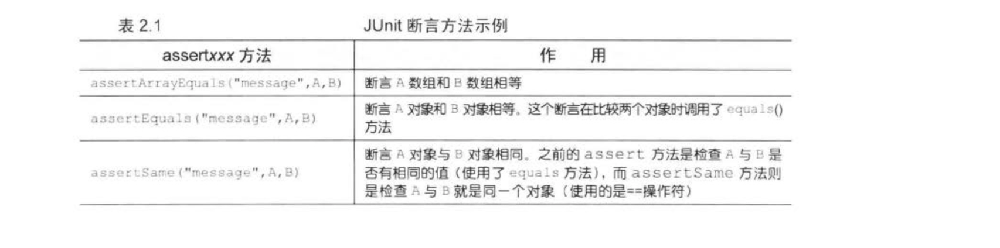 表 2.1 JUnit 断言方法示例
assertxxx 方法 作 用
assertArrayEquals("message",A,B) 断言 A 数组和 B 数组相等
assertEquals("message",A,B) 断言 A 对象和 B 对象相等。这个断言在比较两个对象时调用了 equals()
方法
断言 A 对象与 B 对象相同。之前的 assert 方法是检查 A 与 B 是
assertSame("message",A,B) 否有相同的值（使用了 equals 方法），而 assertSame 方法则
是检查 A 与 B 就是同一个对象（使用的是==操作符）